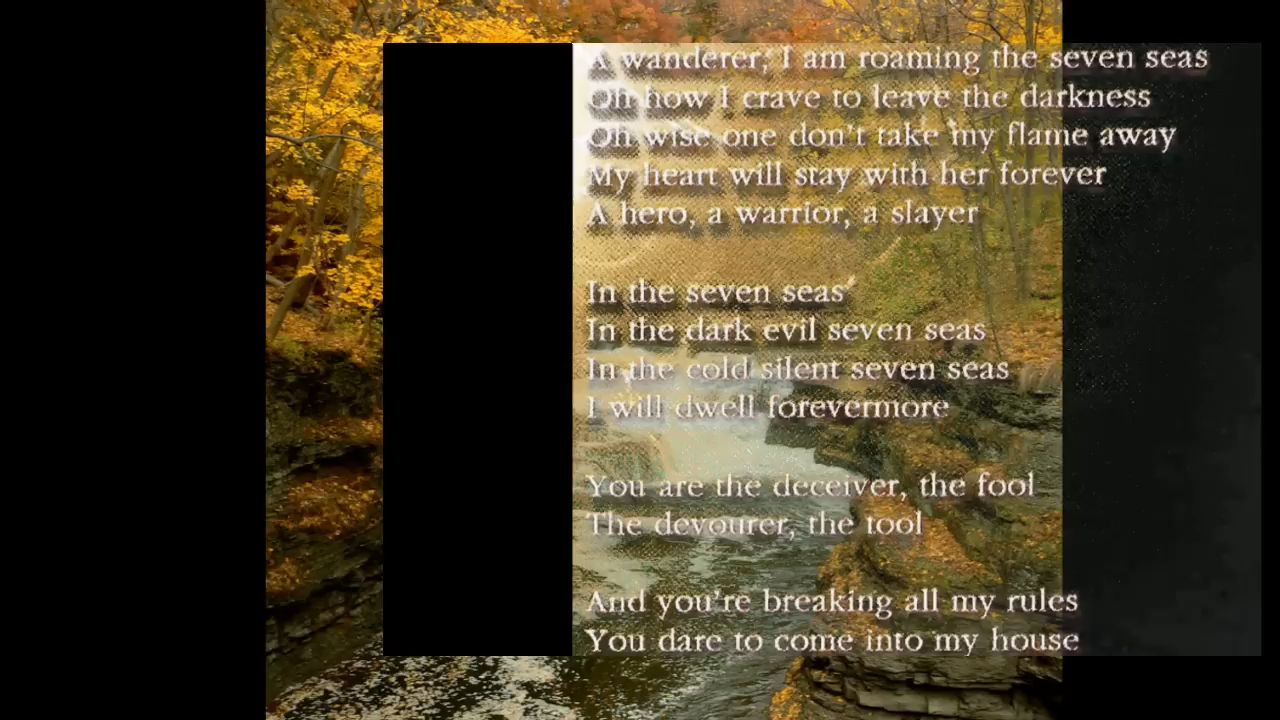 A wanderer, I am roaming the seven seas
Oh how I crave to leave the darkness
Oh wise one don't take my flame away
My heart will stay with her forever
A hero, a warrior, a slayer
In the seven seas
In the dark evil seven seas
In the cold silent seven seas
I will dwell forevermore
You are the deceiver, the fool
The devourer, the tool
And you're breaking all my rules
You dare to come into my house